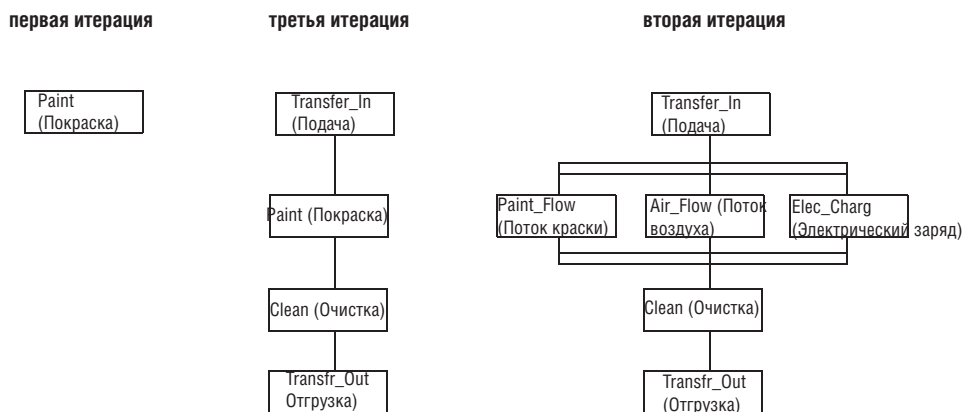 первая итерация
третья итерация
вторая итерация
Paint
(Покраска)
Transfer_In
(Подача)
Transfer_In
(Подача)
Paint (Покраска)
Paint_Flow
(Поток краски)
Air_Flow (Поток
воздуха)
Elec_Charg
(Электрический заряд)
Clean (Очистка)
Clean (Очистка)
Transfr_Out
Отгрузка)
Transfr_Out
(Отгрузка)